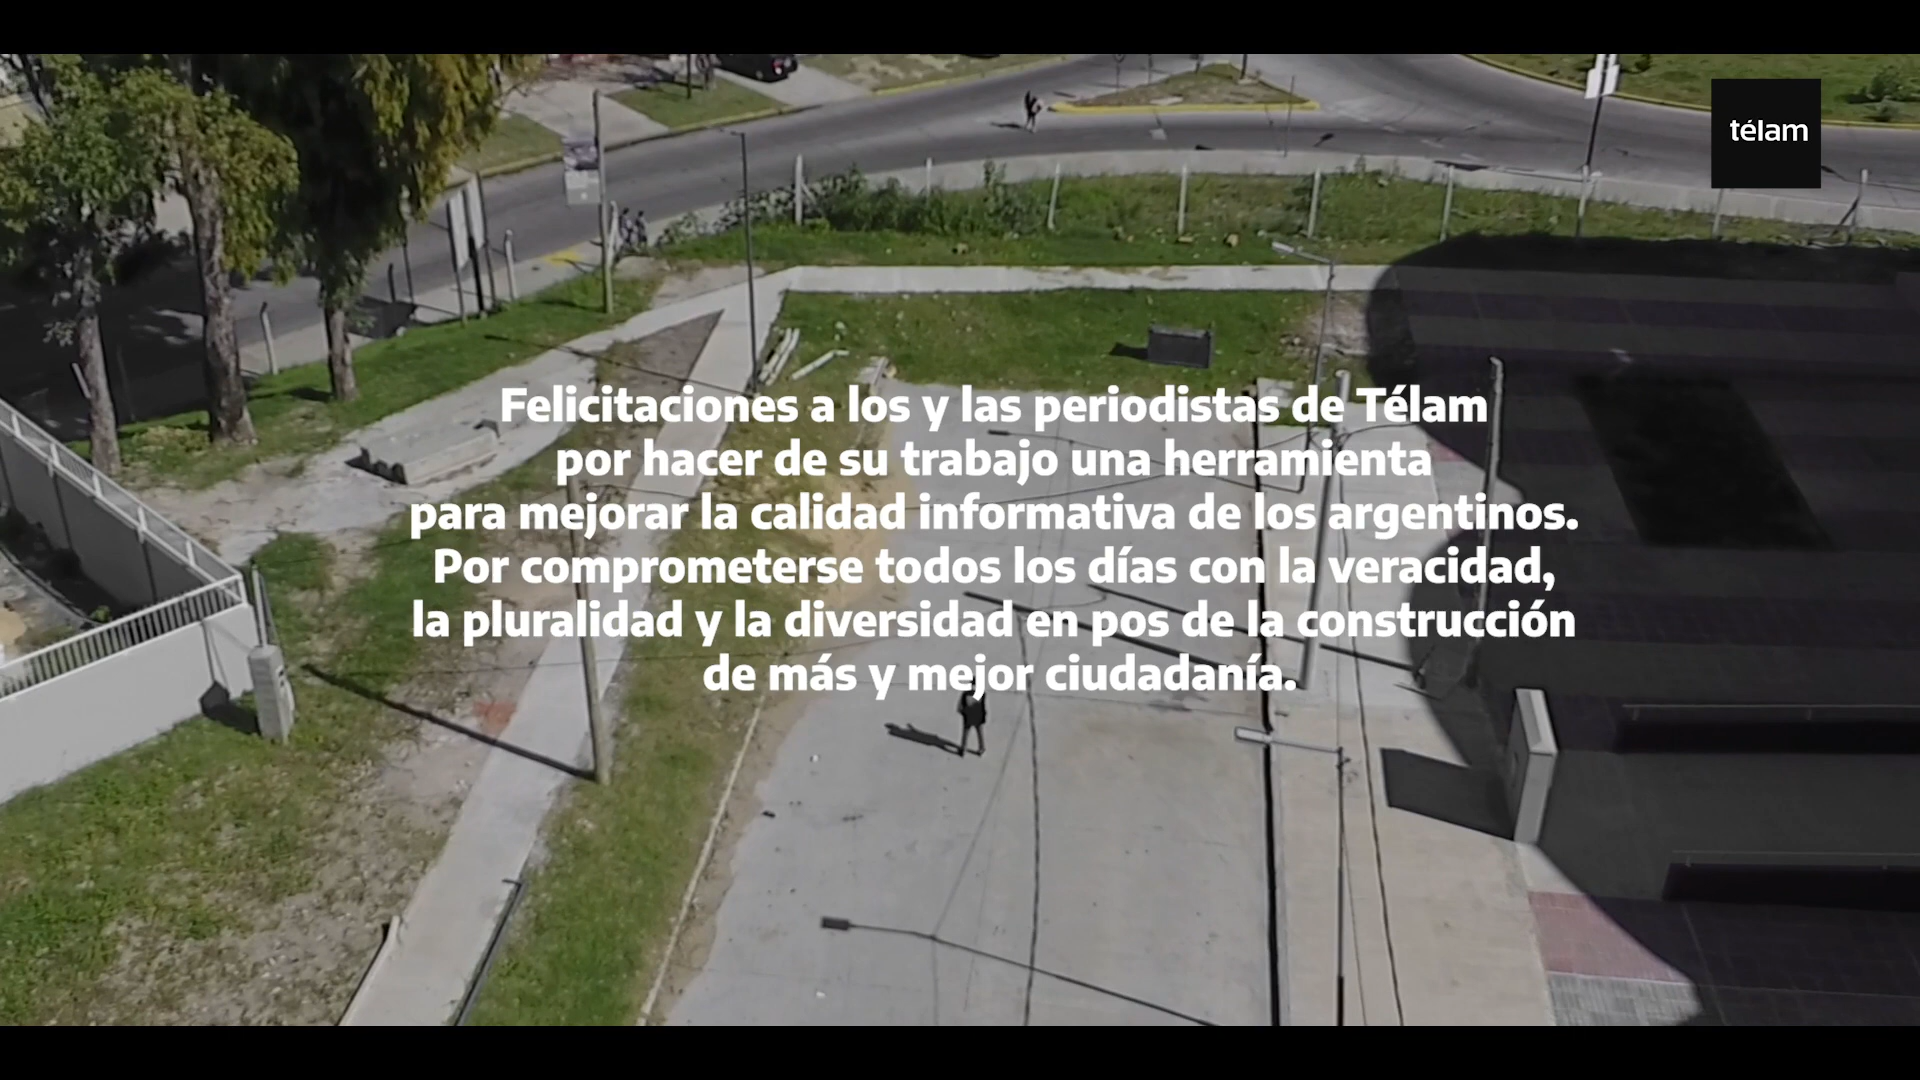 télam
Felicitaciones a los y las periodistas de Télam
por hacer de su trabajo una herramienta
para mejorar la calidad informativa de los argentinos.
Por comprometerse todos los días con la veracidad,
la pluralidad y la diversidad en pos de la construcción
de más y mejor ciudadanía.